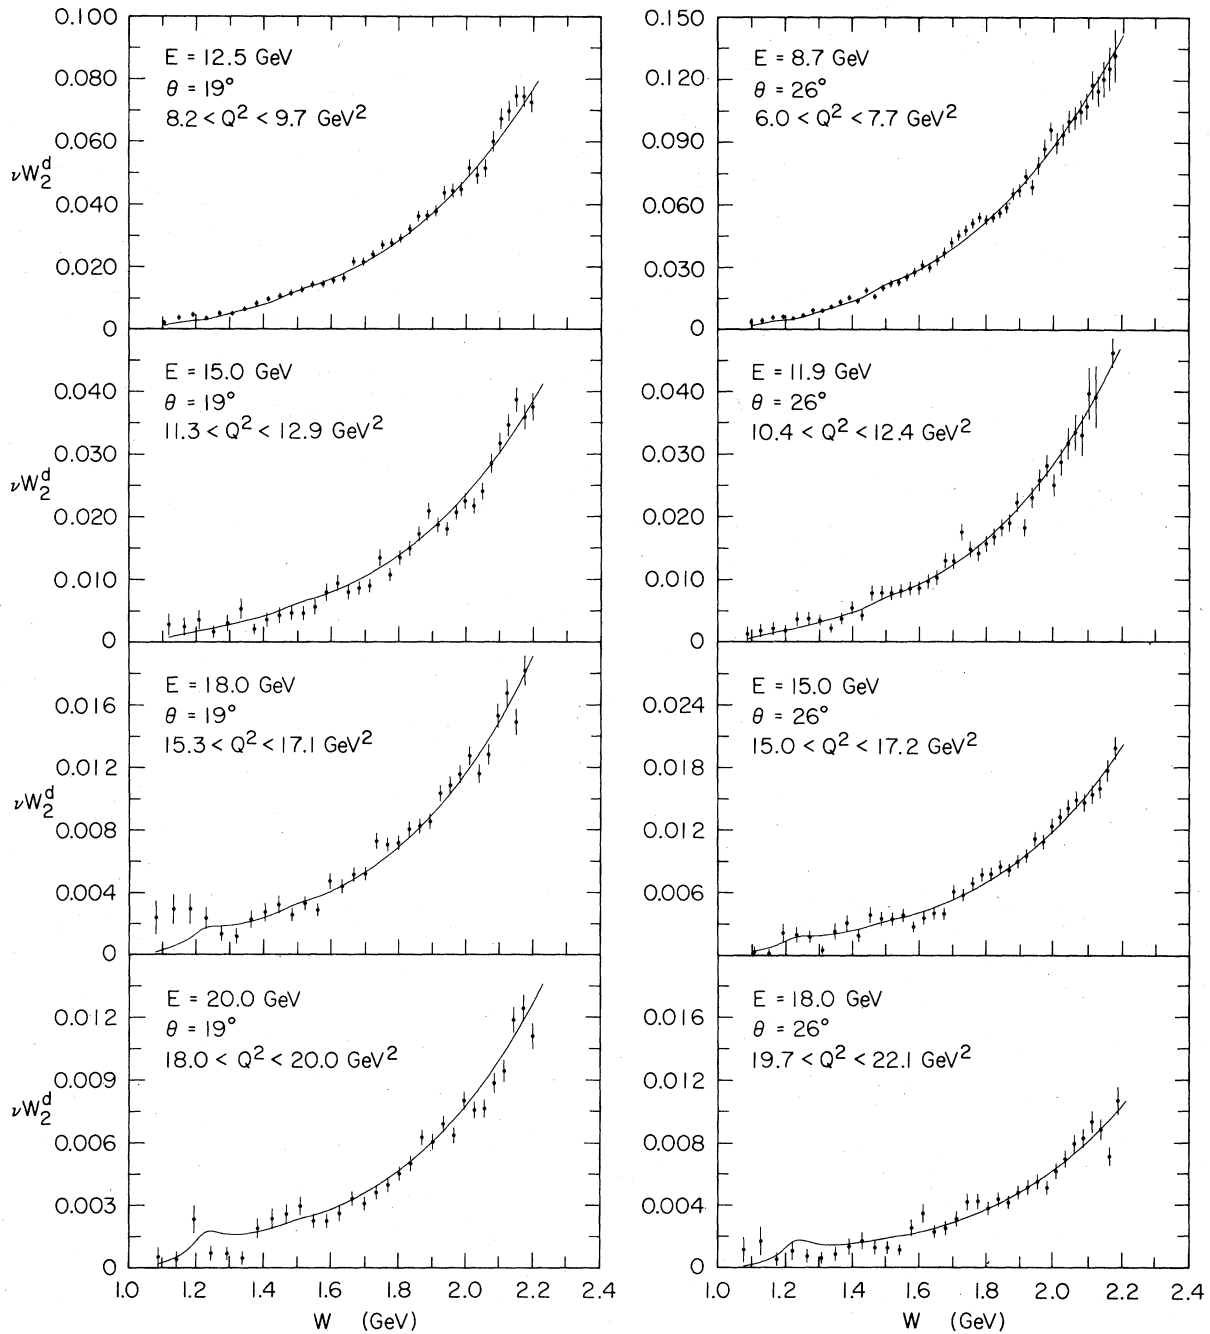 0.100
0.080
0.060
0.040
0.020
0
νW₂ᵈ
E = 12.5 GeV
θ = 19°
8.2 < Q² < 9.7 GeV²
0.150
0.120
0.090
0.060
0.030
0
E = 8.7 GeV
θ = 26°
6.0 < Q² < 7.7 GeV²
0.040
0.030
0.020
0.010
0
νW₂ᵈ
E = 15.0 GeV
θ = 19°
11.3 < Q² < 12.9 GeV²
0.040
0.030
0.020
0.010
0
E = 11.9 GeV
θ = 26°
10.4 < Q² < 12.4 GeV²
0.016
0.012
0.008
0.004
0
νW₂ᵈ
E = 18.0 GeV
θ = 19°
15.3 < Q² < 17.1 GeV²
0.024
0.018
0.012
0.006
0
E = 15.0 GeV
θ = 26°
15.0 < Q² < 17.2 GeV²
0.012
0.009
0.006
0.003
0
νW₂ᵈ
E = 20.0 GeV
θ = 19°
18.0 < Q² < 20.0 GeV²
0.016
0.012
0.008
0.004
0
E = 18.0 GeV
θ = 26°
19.7 < Q² < 22.1 GeV²
1.0 1.2 1.4 1.6 1.8 2.0 2.2 2.4
W (GeV)
1.0 1.2 1.4 1.6 1.8 2.0 2.2 2.4
W (GeV)